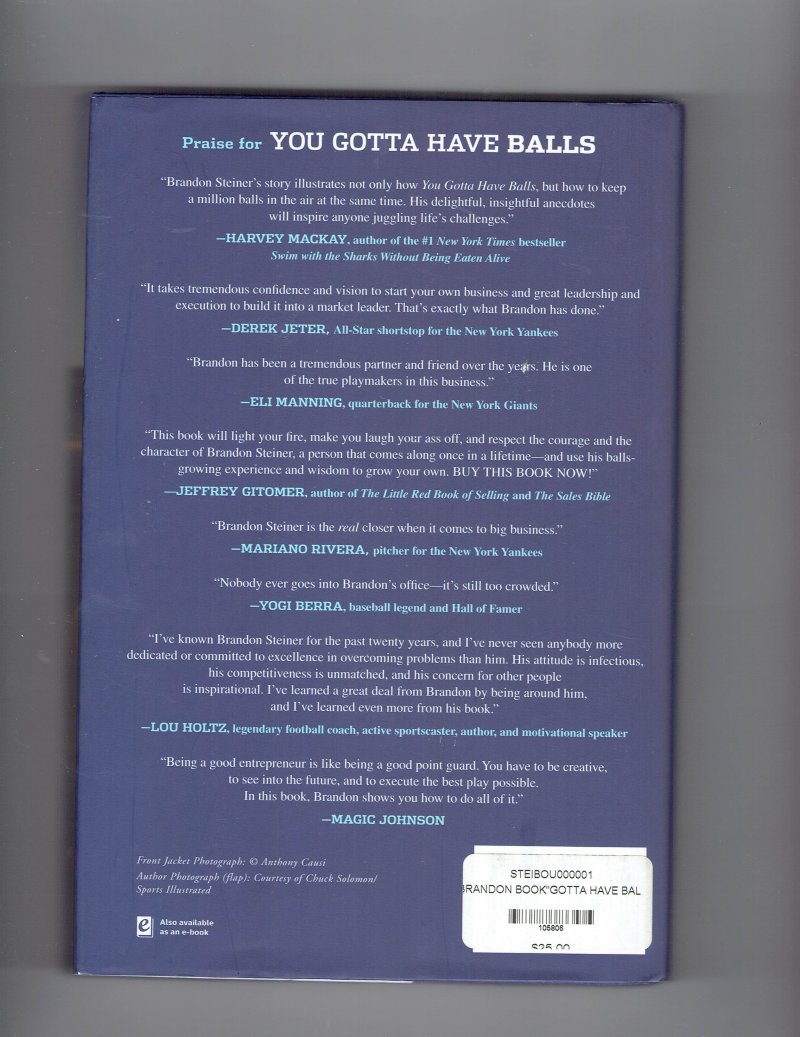 Praise for YOU GOTTA HAVE BALLS
“Brandon Steiner’s story illustrates not only how You Gotta Have Balls, but how to keep
a million balls in the air at the same time. His delightful, insightful anecdotes
will inspire anyone juggling life’s challenges.”
—HARVEY MACKAY, author of the #1 New York Times bestseller
Swim with the Sharks Without Being Eaten Alive
“It takes tremendous confidence and vision to start your own business and great leadership and
execution to build it into a market leader. That’s exactly what Brandon has done.”
—DEREK JETER, All-Star shortstop for the New York Yankees
“Brandon has been a tremendous partner and friend over the years. He is one
of the true playmakers in this business.”
—ELI MANNING, quarterback for the New York Giants
“This book will light your fire, make you laugh your ass off, and respect the courage and the
character of Brandon Steiner, a person that comes along once in a lifetime—and use his balls-
growing experience and wisdom to grow your own. BUY THIS BOOK NOW!”
—JEFFREY GITOMER, author of The Little Red Book of Selling and The Sales Bible
“Brandon Steiner is the real closer when it comes to big business.”
—MARIANO RIVERA, pitcher for the New York Yankees
“Nobody ever goes into Brandon’s office—it’s still too crowded.”
—YOGI BERRA, baseball legend and Hall of Famer
“I’ve known Brandon Steiner for the past twenty years, and I’ve never seen anybody more
dedicated or committed to excellence in overcoming problems than him. His attitude is infectious,
his competitiveness is unmatched, and his concern for other people
is inspirational. I’ve learned a great deal from Brandon by being around him,
and I’ve learned even more from his book.”
—LOU HOLTZ, legendary football coach, active sportscaster, author, and motivational speaker
“Being a good entrepreneur is like being a good point guard. You have to be creative,
to see into the future, and to execute the best play possible.
In this book, Brandon shows you how to do all of it.”
—MAGIC JOHNSON
Front Jacket Photograph: © Anthony Causi
Author Photograph (flap): Courtesy of Chuck Solomon/
Sports Illustrated
e Also available
as an e-book
STEIBOU000001
BRANDON BOOK"GOTTA HAVE BAL
105806
$25.00